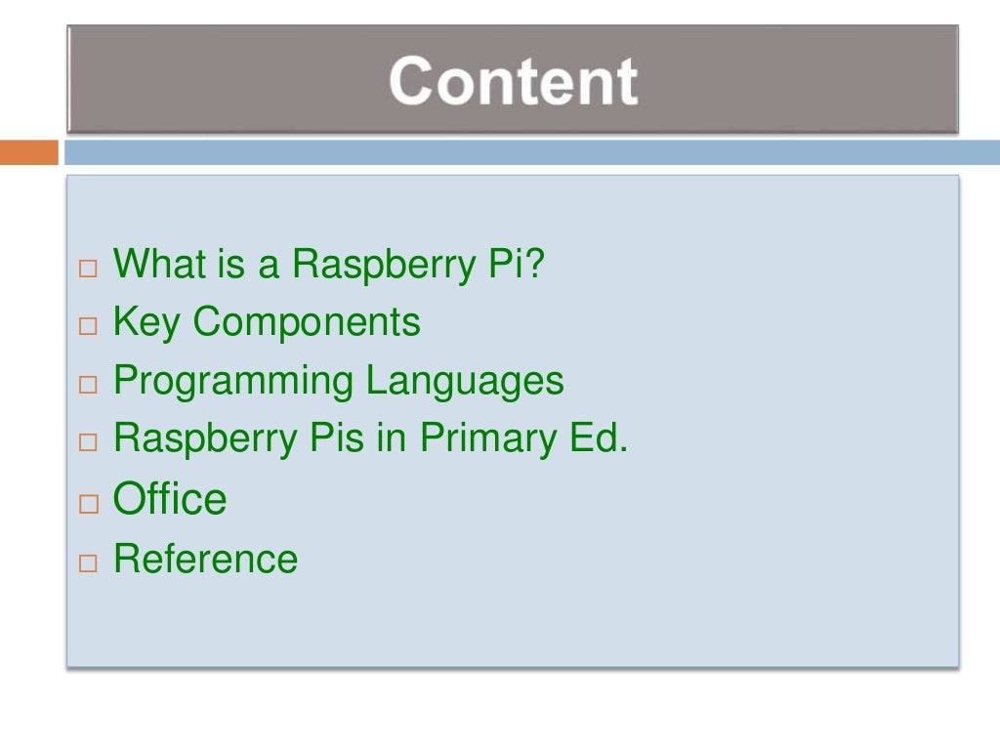 Content
What is a Raspberry Pi?
Key Components
Programming Languages
Raspberry Pis in Primary Ed.
Office
Reference